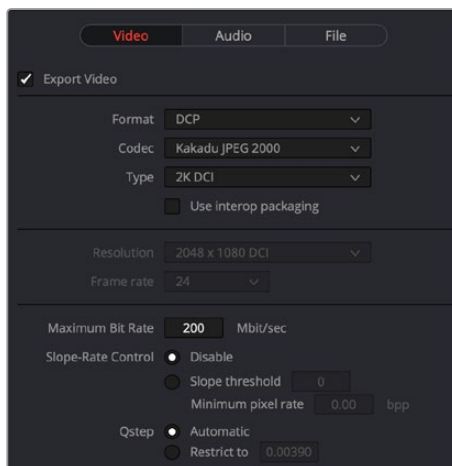 Video Audio File
Export Video
Format DCP
Codec Kakadu JPEG 2000
Type 2K DCI
Use interop packaging
Resolution 2048 x 1080 DCI
Frame rate 24
Maximum Bit Rate 200 Mbit/sec
Slope-Rate Control Disable
Slope threshold 0
Minimum pixel rate 0.00 bpp
Qstep Automatic
Restrict to 0.00390